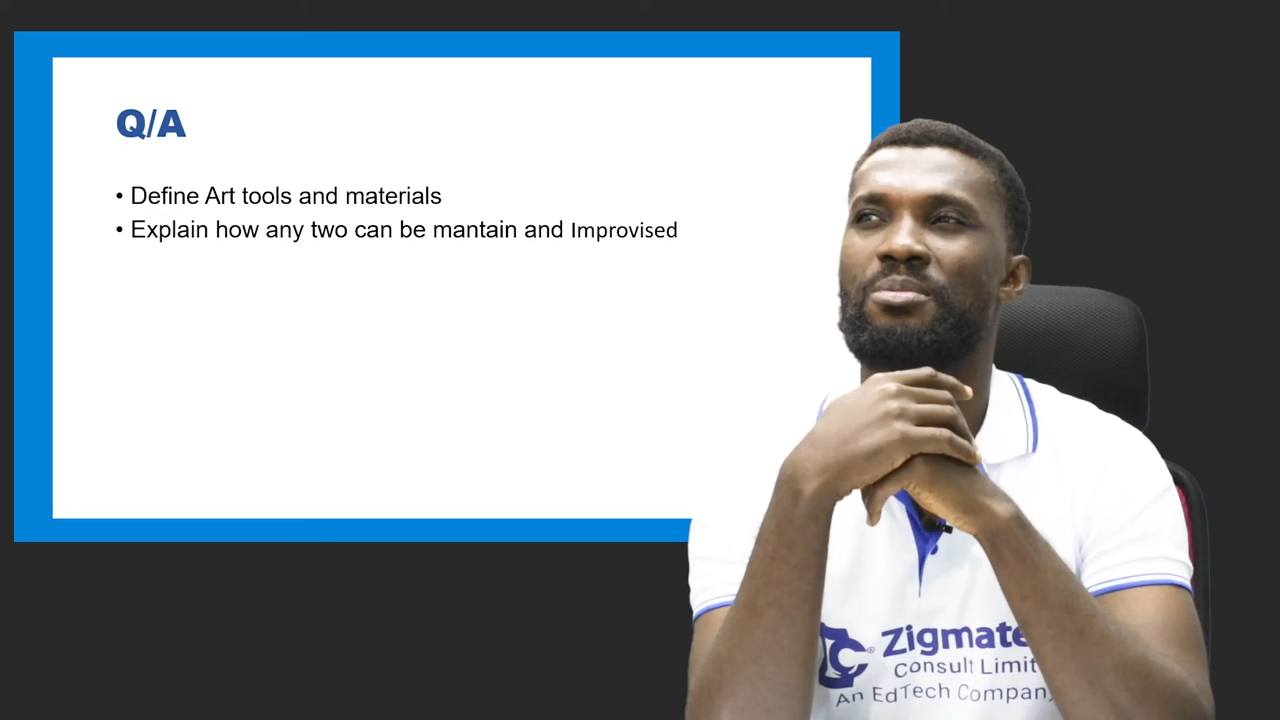 Q/A
• Define Art tools and materials
• Explain how any two can be mantain and Improvised
Zigmate
Consult Limit
An EdTech Company